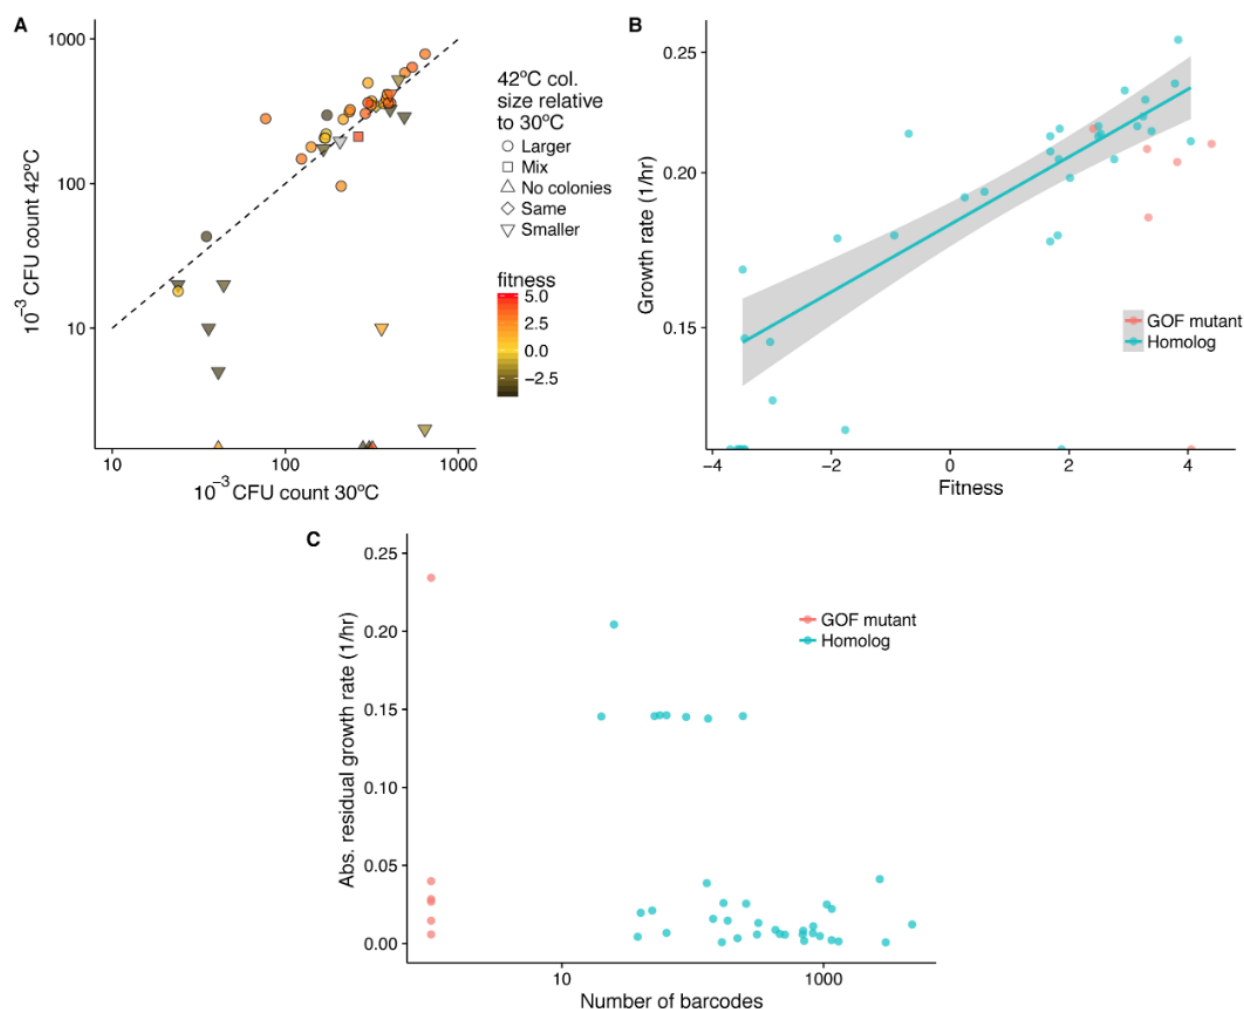 A
1000
100
10
10
100
1000
10⁻³ CFU count 42ºC
10⁻³ CFU count 30ºC
42ºC col.
size relative
to 30ºC
Larger
Mix
No colonies
Same
Smaller
fitness
5.0
2.5
0.0
−2.5
B
0.25
0.20
0.15
−4
−2
0
2
4
Growth rate (1/hr)
Fitness
GOF mutant
Homolog
C
0.25
0.20
0.15
0.10
0.05
0.00
10
1000
Abs. residual growth rate (1/hr)
Number of barcodes
GOF mutant
Homolog